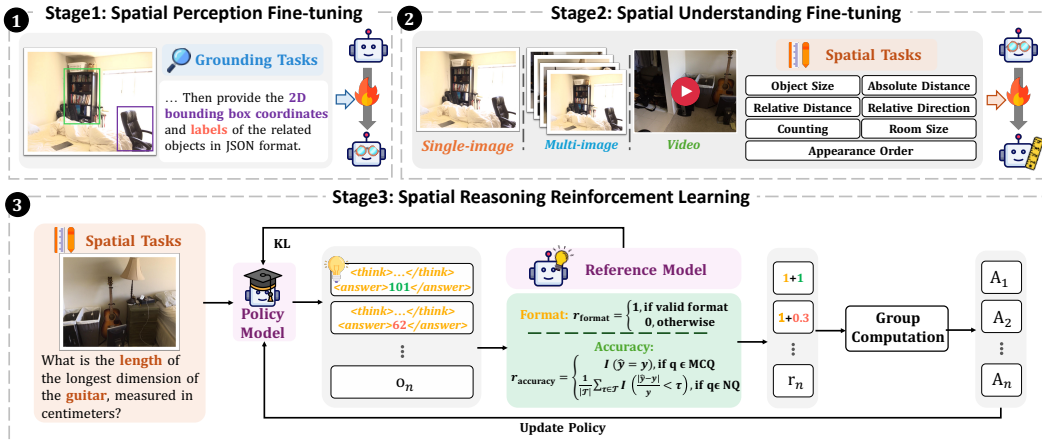 1
Stage1: Spatial Perception Fine-tuning
Grounding Tasks
... Then provide the 2D
bounding box coordinates
and labels of the related
objects in JSON format.
2
Stage2: Spatial Understanding Fine-tuning
Single-image
Multi-image
Video
Spatial Tasks
Object Size
Absolute Distance
Relative Distance
Relative Direction
Counting
Room Size
Appearance Order
3
Stage3: Spatial Reasoning Reinforcement Learning
Spatial Tasks
What is the length of
the longest dimension of
the guitar, measured in
centimeters?
KL
Policy
Model
<think>...</think>
<answer>101</answer>
<think>...</think>
<answer>62</answer>
⋮
o_n
Reference Model
Format: r_format = {1, if valid format
0, otherwise
Accuracy:
r_accuracy = { I (ŷ = y), if q ϵ MCQ
1/|𝒯| ∑_{τ∈𝒯} I (|ŷ−y|/y < τ), if qϵ NQ
1+1
1+0.3
⋮
r_n
Group
Computation
A_1
A_2
⋮
A_n
Update Policy